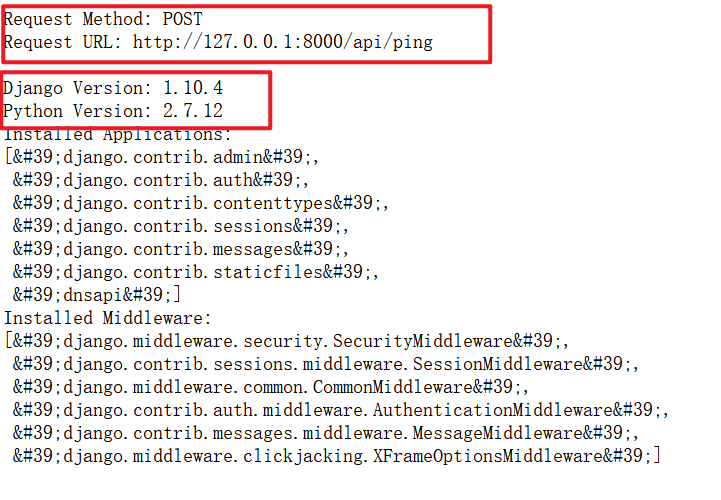 Request Method: POST
Request URL: http://127.0.0.1:8000/api/ping
Django Version: 1.10.4
Python Version: 2.7.12
Installed Applications:
[&#39;django.contrib.admin&#39;,
&#39;django.contrib.auth&#39;,
&#39;django.contrib.contenttypes&#39;,
&#39;django.contrib.sessions&#39;,
&#39;django.contrib.messages&#39;,
&#39;django.contrib.staticfiles&#39;,
&#39;dnsapi&#39;]
Installed Middleware:
[&#39;django.middleware.security.SecurityMiddleware&#39;,
&#39;django.contrib.sessions.middleware.SessionMiddleware&#39;,
&#39;django.middleware.common.CommonMiddleware&#39;,
&#39;django.contrib.auth.middleware.AuthenticationMiddleware&#39;,
&#39;django.contrib.messages.middleware.MessageMiddleware&#39;,
&#39;django.middleware.clickjacking.XFrameOptionsMiddleware&#39;]